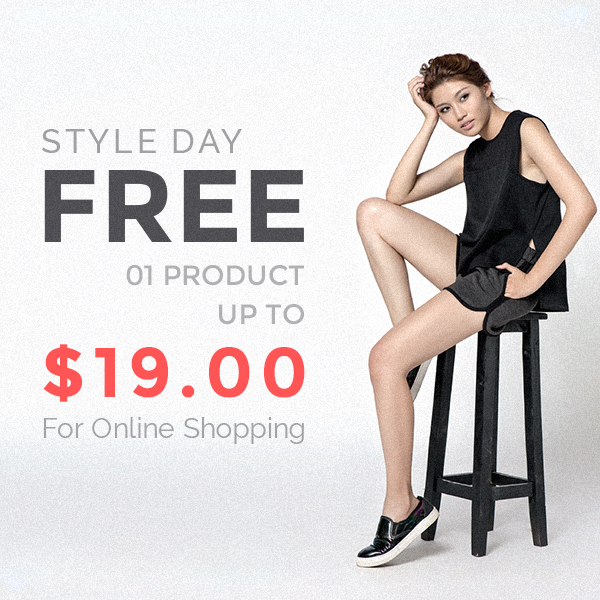 STYLE DAY
FREE
01 PRODUCT
UP TO
$19.00
For Online Shopping